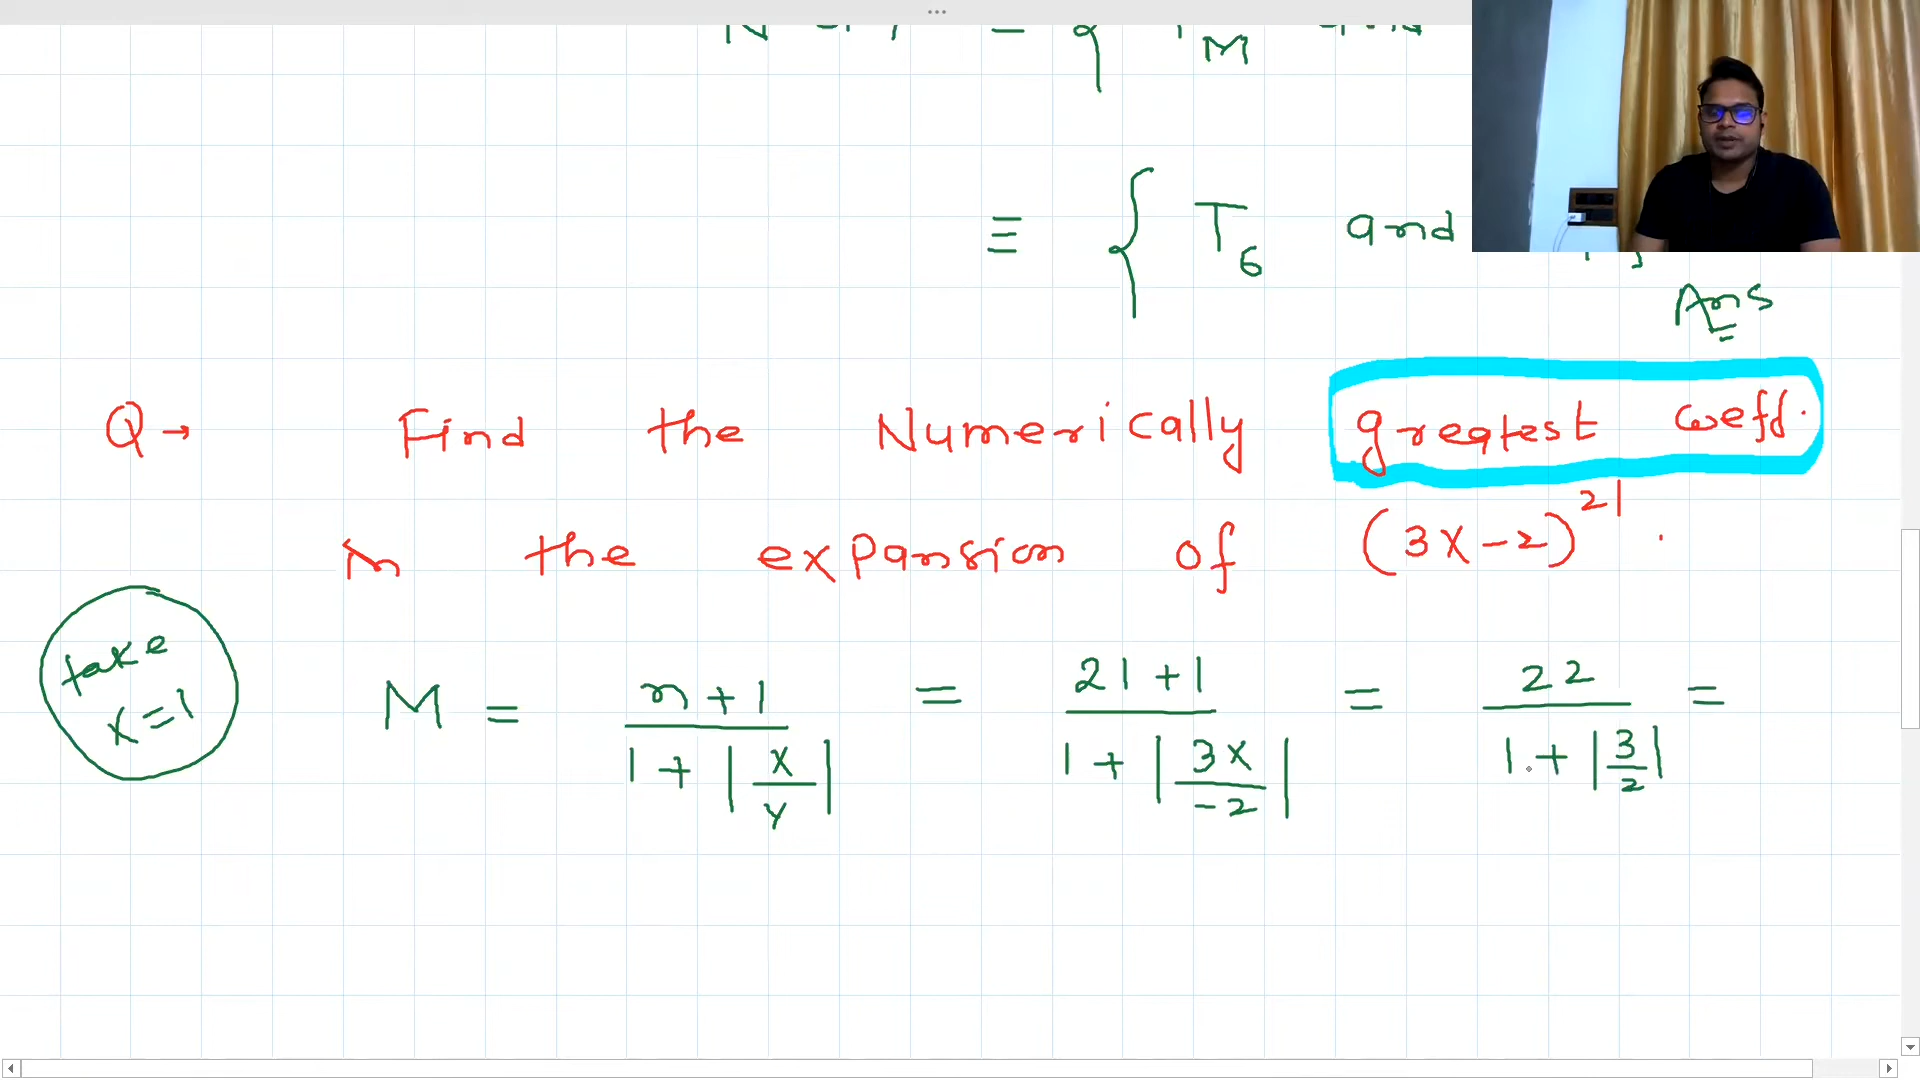 M
≡ { T6 and
Ans
Q → Find the Numerically greatest coeff.
in the expansion of (3x-2)^21 .
take
x=1
M = (n+1)/(1+|x/y|) = (21+1)/(1+|3x/-2|) = 22/(1+|3/2|) =